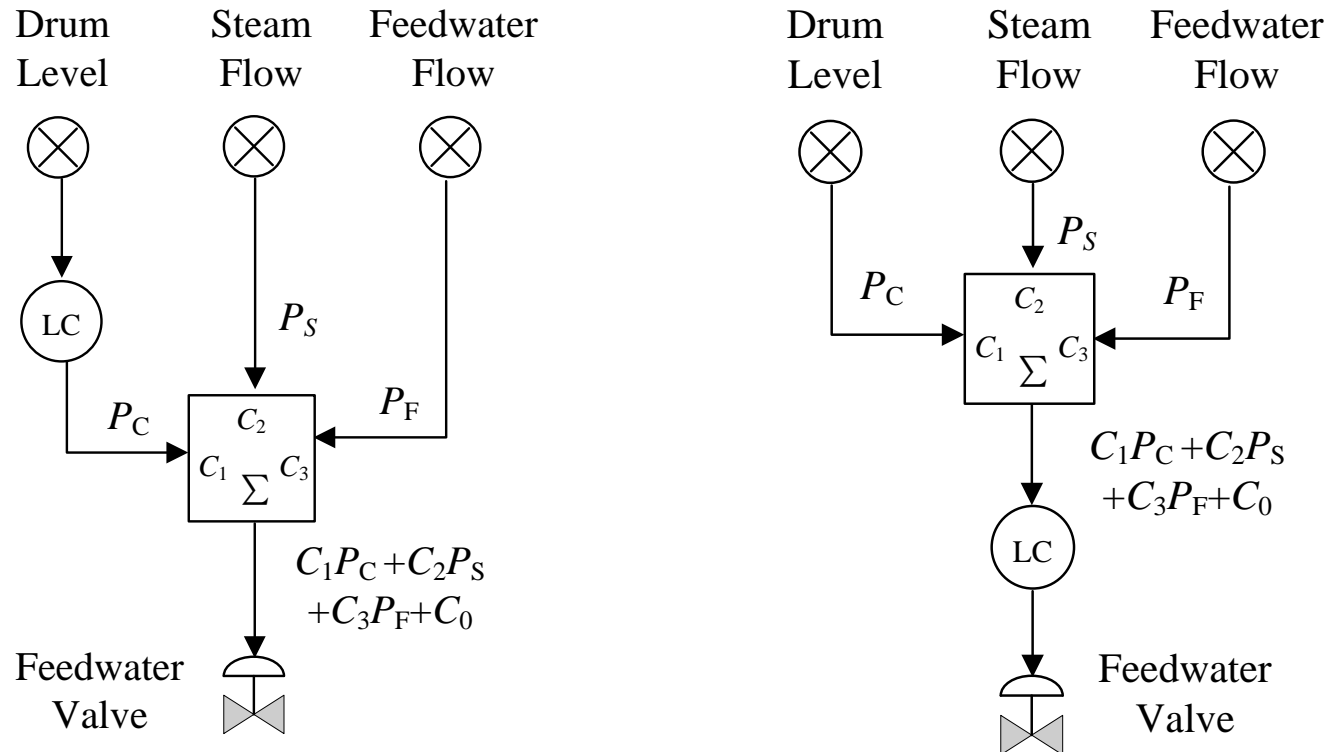 Drum
Level
Steam
Flow
Feedwater
Flow
LC
P_S
P_C
P_F
C_2
C_1
C_3
Σ
C_1P_C+C_2P_S
+C_3P_F+C_0
Feedwater
Valve
Drum
Level
Steam
Flow
Feedwater
Flow
P_S
P_C
P_F
C_2
C_1
C_3
Σ
C_1P_C+C_2P_S
+C_3P_F+C_0
LC
Feedwater
Valve